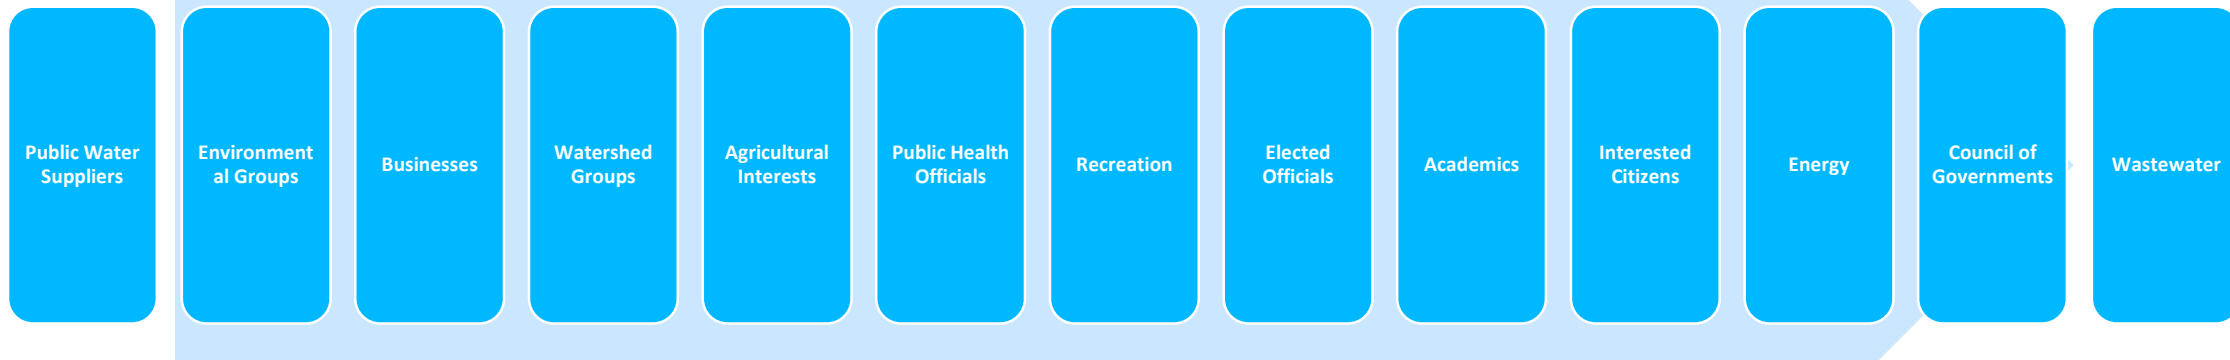 Public Water
Suppliers
Environment
al Groups
Businesses
Watershed
Groups
Agricultural
Interests
Public Health
Officials
Recreation
Elected
Officials
Academics
Interested
Citizens
Energy
Council of
Governments
Wastewater